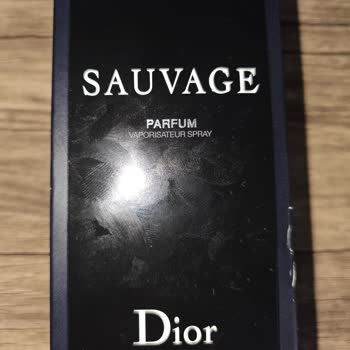 SAUVAGE
PARFUM
VAPORISATEUR SPRAY
Dior